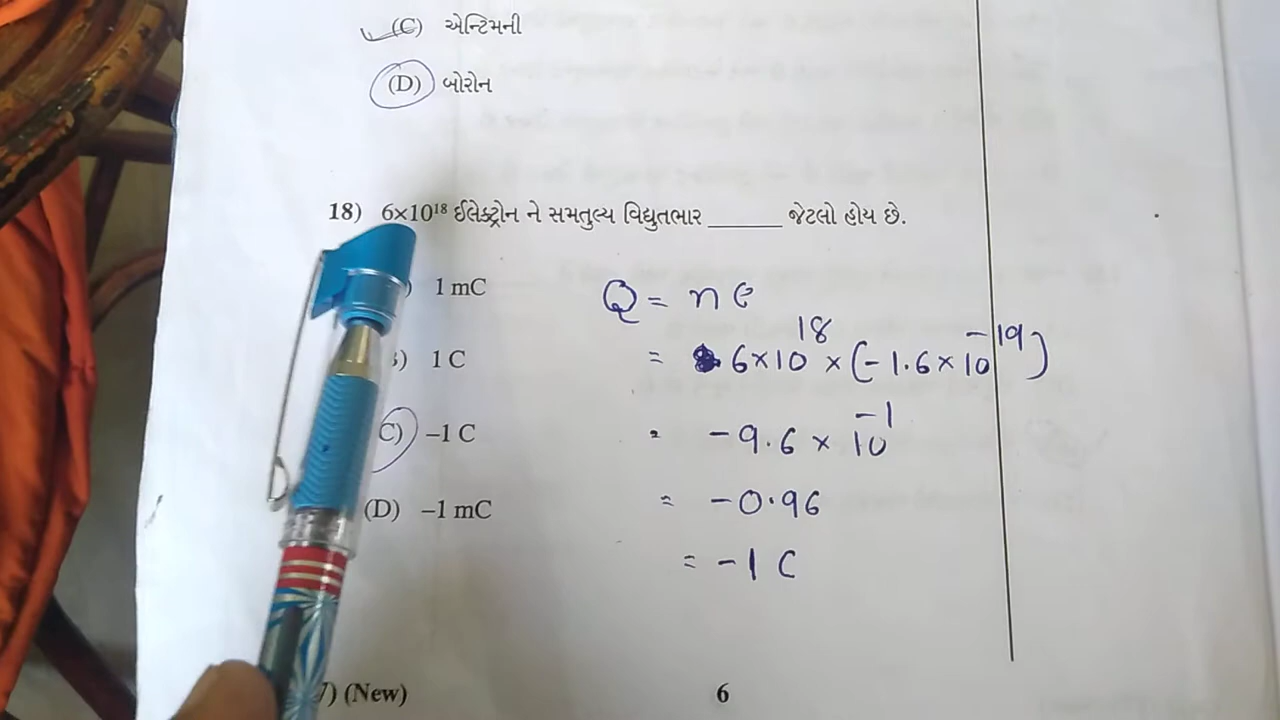 (C) એન્ટિમની
(D) બોરોન
18) 6×10¹⁸ ઈલેક્ટ્રોન ને સમતુલ્ય વિદ્યુતભાર ______ જેટલો હોય છે.
) 1 mC
) 1 C
C) –1 C
(D) –1 mC
Q = n e
= 6×10¹⁸ × (-1.6×10⁻¹⁹)
= -9.6 × 10⁻¹
= -0.96
= -1 C
7) (New) 6